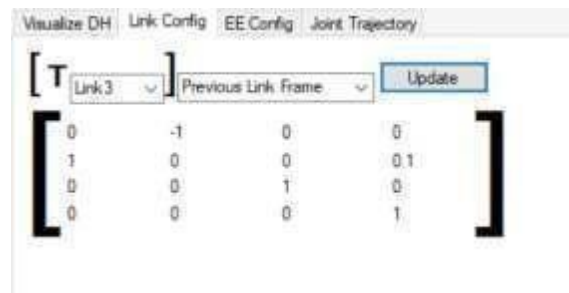 Visualize DH Link Config EE Config Joint Trajectory
[ T Link3 ] Previous Link Frame Update
0 -1 0 0
1 0 0 0.1
0 0 1 0
0 0 0 1